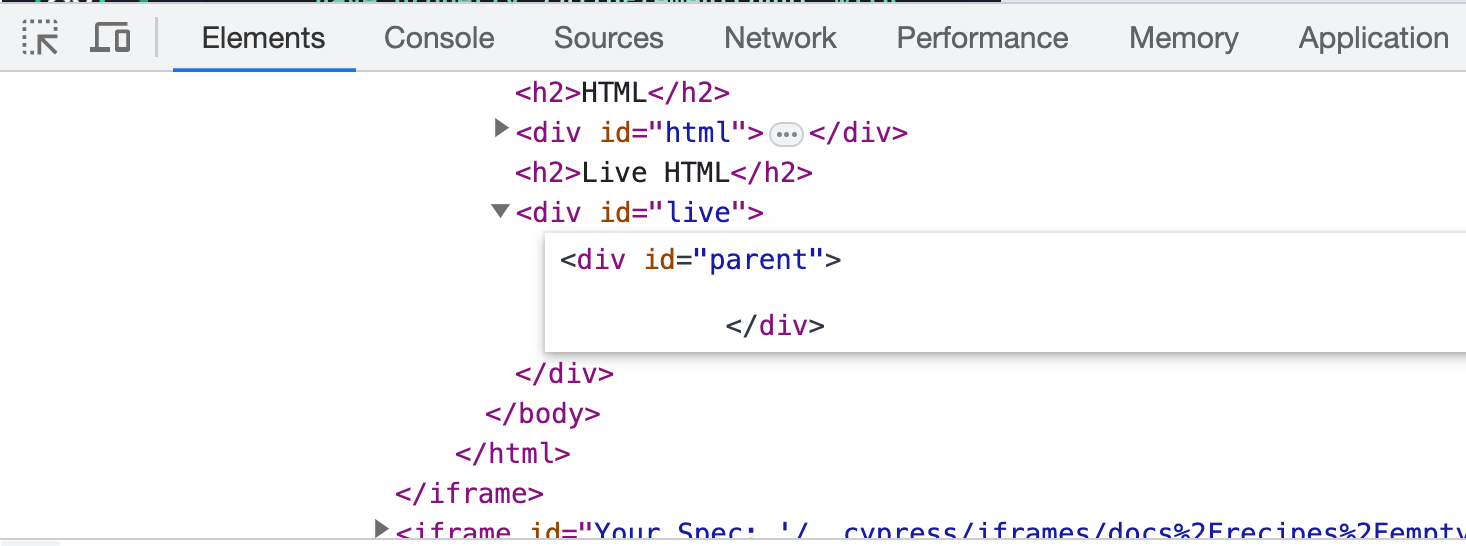 Elements Console Sources Network Performance Memory Application
<h2>HTML</h2>
<div id="html">…</div>
<h2>Live HTML</h2>
<div id="live">
<div id="parent">
</div>
</div>
</body>
</html>
</iframe>
<iframe id="Your Spec: '/__cypress/iframes/docs%2Frecipes%2Fempty